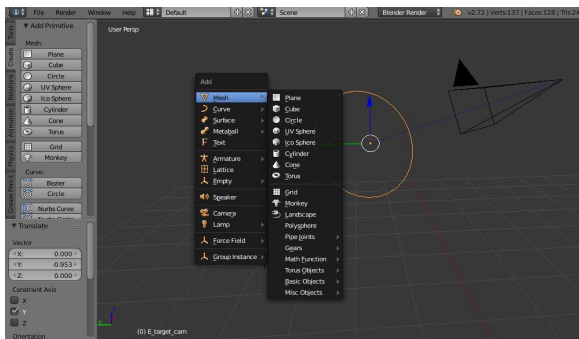 File Render Window Help Default Scene Blender Render v2.72 | Verts:137 | Faces:128 | Tris:24
Tools
Create
Relations
Animation
Physics
Grease Pencil
Add Primitive
Mesh:
Plane
Cube
Circle
UV Sphere
Ico Sphere
Cylinder
Cone
Torus
Grid
Monkey
Curve:
Bezier
Circle
Nurbs Curve
Nurbs Circle
Translate
Vector
X: 0.000
Y: -0.953
Z: 0.000
Constraint Axis
X
Y
Z
Orientation
User Persp
Add
Mesh
Curve
Surface
Metaball
Text
Armature
Lattice
Empty
Speaker
Camera
Lamp
Force Field
Group Instance
Plane
Cube
Circle
UV Sphere
Ico Sphere
Cylinder
Cone
Torus
Grid
Monkey
Landscape
Polysphere
Pipe Joints
Gears
Math Function
Torus Objects
Basic Objects
Misc Objects
(0) E_target_cam